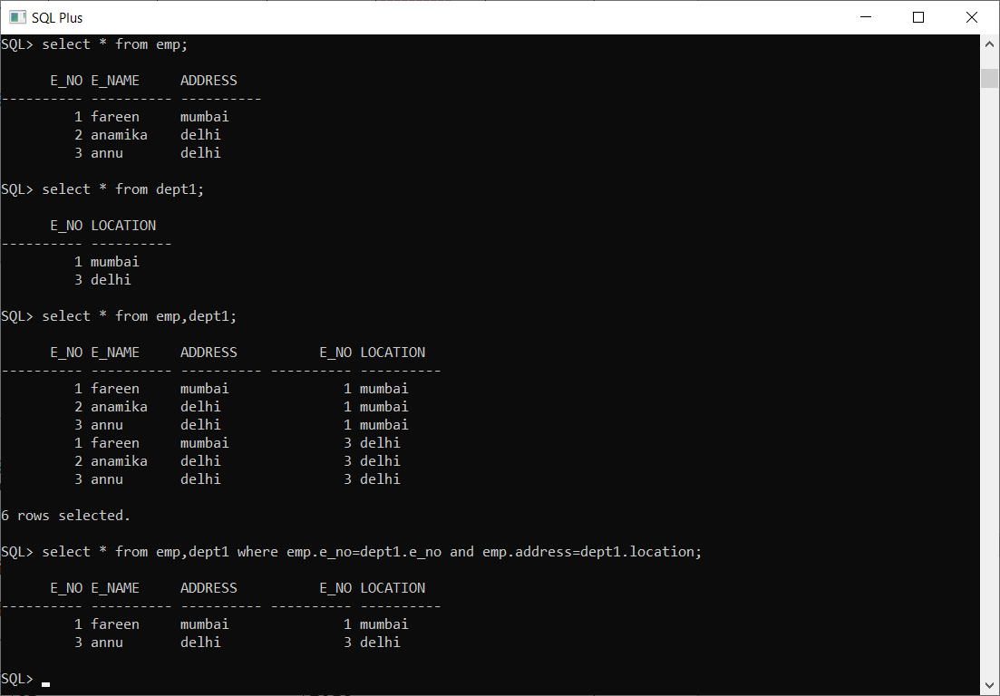 SQL Plus
SQL> select * from emp;
      E_NO E_NAME     ADDRESS
---------- ---------- ----------
         1 fareen     mumbai
         2 anamika    delhi
         3 annu       delhi
SQL> select * from dept1;
      E_NO LOCATION
---------- ----------
         1 mumbai
         3 delhi
SQL> select * from emp,dept1;
      E_NO E_NAME     ADDRESS          E_NO LOCATION
---------- ---------- ---------- ---------- ----------
         1 fareen     mumbai              1 mumbai
         2 anamika    delhi               1 mumbai
         3 annu       delhi               1 mumbai
         1 fareen     mumbai              3 delhi
         2 anamika    delhi               3 delhi
         3 annu       delhi               3 delhi
6 rows selected.
SQL> select * from emp,dept1 where emp.e_no=dept1.e_no and emp.address=dept1.location;
      E_NO E_NAME     ADDRESS          E_NO LOCATION
---------- ---------- ---------- ---------- ----------
         1 fareen     mumbai              1 mumbai
         3 annu       delhi               3 delhi
SQL>